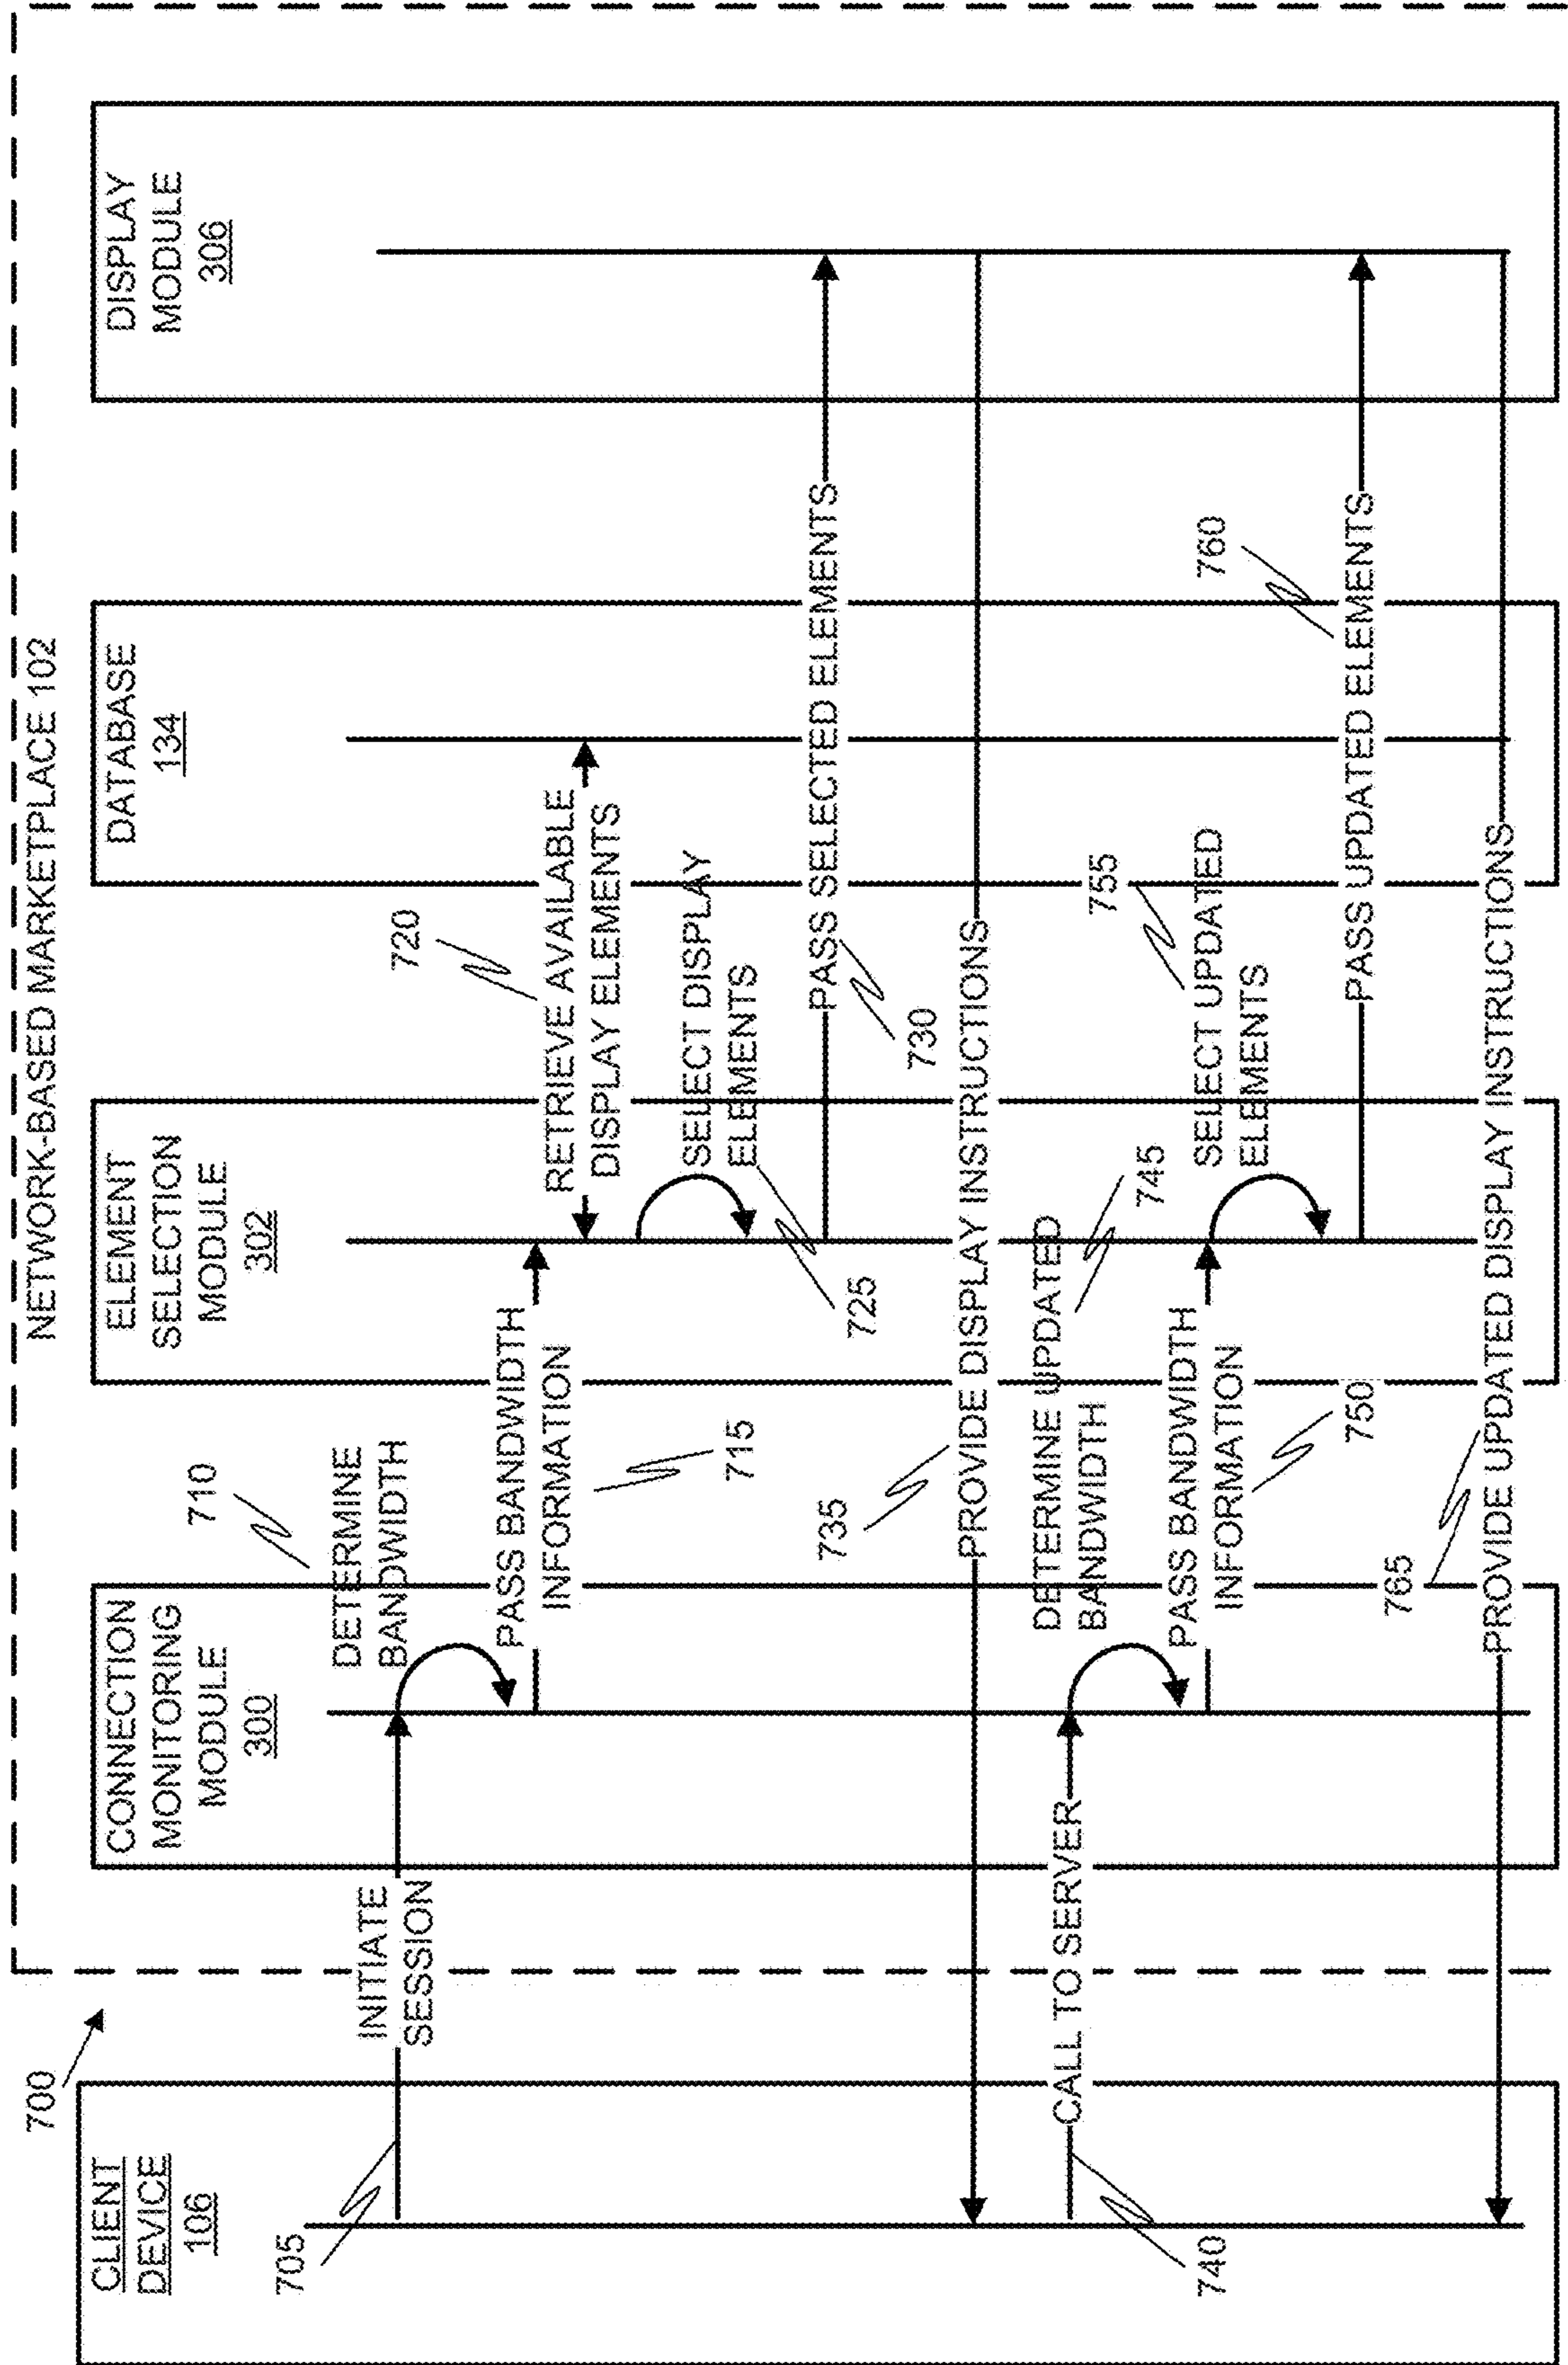 700
NETWORK-BASED MARKETPLACE 102
CLIENT
DEVICE
106
CONNECTION
MONITORING
MODULE
300
ELEMENT
SELECTION
MODULE
302
DATABASE
134
DISPLAY
MODULE
306
705
INITIATE
SESSION
710
DETERMINE
BANDWIDTH
PASS BANDWIDTH
INFORMATION
715
720
RETRIEVE AVAILABLE
DISPLAY ELEMENTS
SELECT DISPLAY
ELEMENTS
725
PASS SELECTED ELEMENTS
730
735
PROVIDE DISPLAY INSTRUCTIONS
740
CALL TO SERVER
DETERMINE UPDATED
BANDWIDTH
745
PASS BANDWIDTH
INFORMATION
750
755
SELECT UPDATED
ELEMENTS
760
PASS UPDATED ELEMENTS
765
PROVIDE UPDATED DISPLAY INSTRUCTIONS